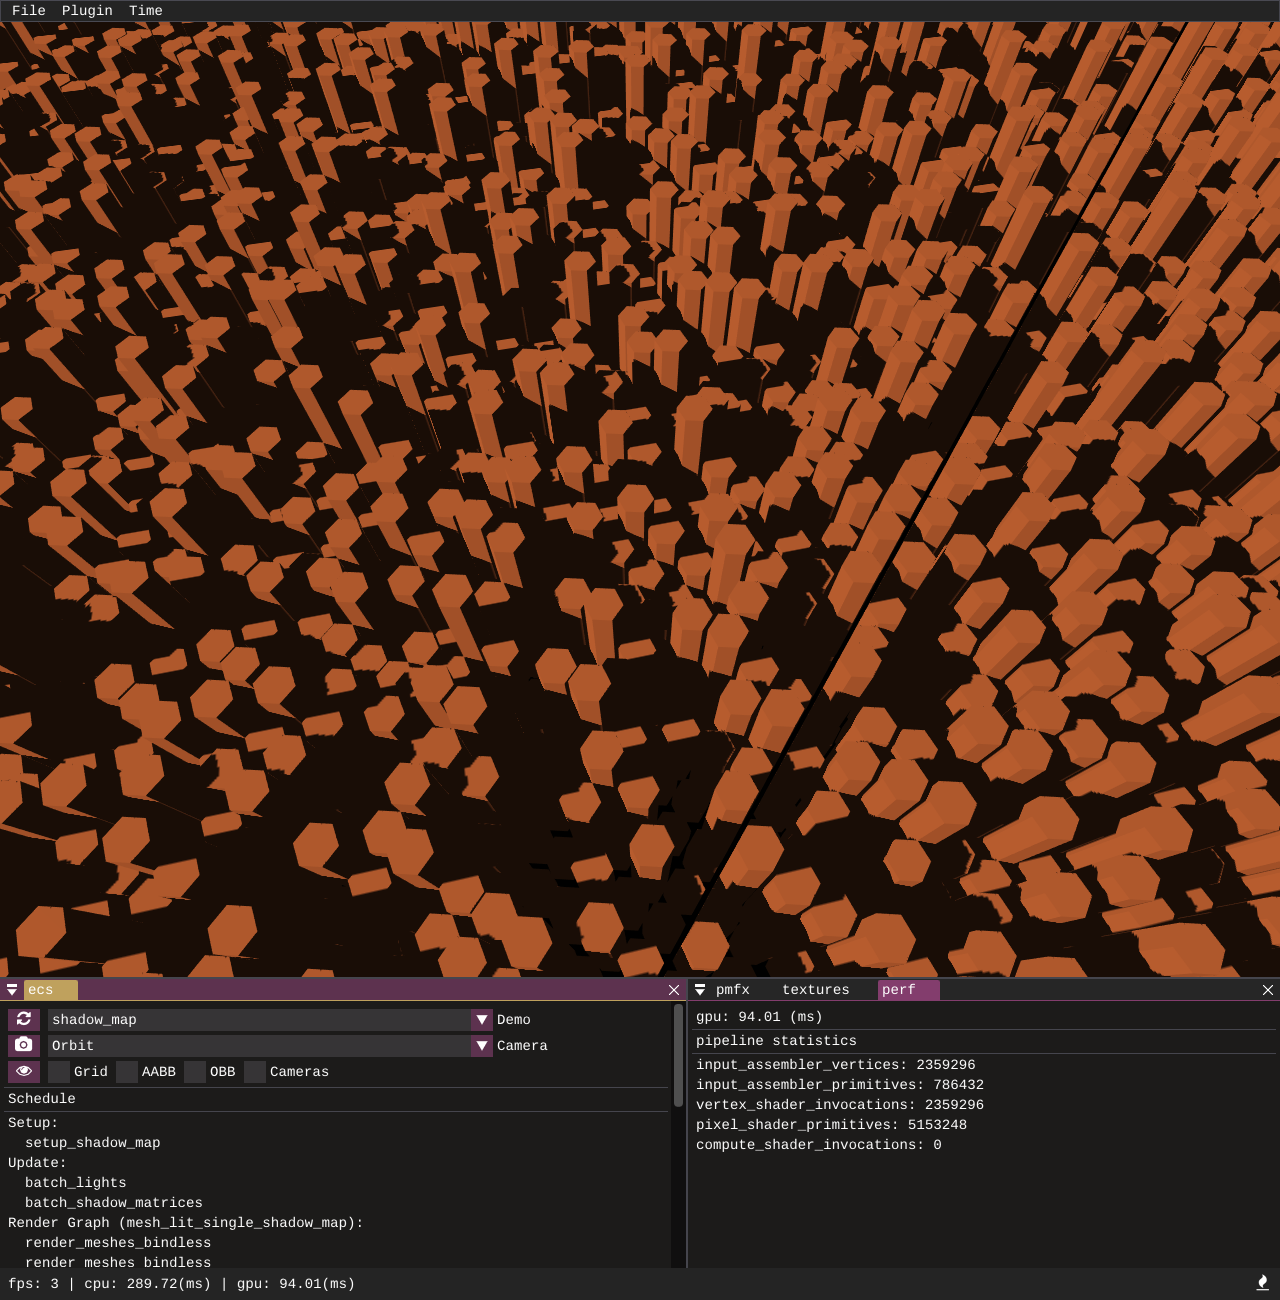 File Plugin Time
ecs
shadow_map Demo
Orbit Camera
Grid AABB OBB Cameras
Schedule
Setup:
setup_shadow_map
Update:
batch_lights
batch_shadow_matrices
Render Graph (mesh_lit_single_shadow_map):
render_meshes_bindless
render meshes bindless
pmfx textures perf
gpu: 94.01 (ms)
pipeline statistics
input_assembler_vertices: 2359296
input_assembler_primitives: 786432
vertex_shader_invocations: 2359296
pixel_shader_primitives: 5153248
compute_shader_invocations: 0
fps: 3 | cpu: 289.72(ms) | gpu: 94.01(ms)